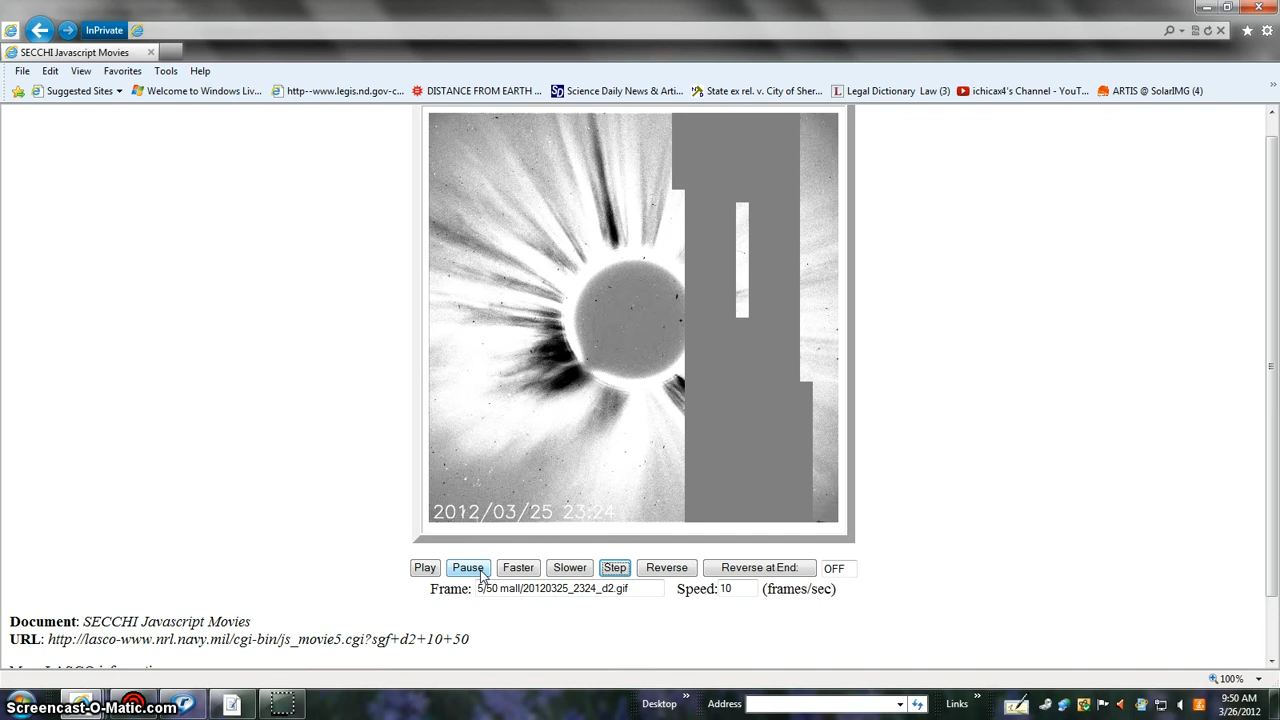 InPrivate
SECCHI Javascript Movies
File Edit View Favorites Tools Help
Suggested Sites Welcome to Windows Liv... http--www.legis.nd.gov-c... DISTANCE FROM EARTH ... Science Daily News & Arti... State ex rel. v. City of Sher... Legal Dictionary Law (3) ichicax4's Channel - YouT... ARTIS @ SolarIMG (4)
2012/03/25 23:24
Play Pause Faster Slower Step Reverse Reverse at End: OFF
Frame: 5/50 mall/20120325_2324_d2.gif Speed: 10 (frames/sec)
Document: SECCHI Javascript Movies
URL: http://lasco-www.nrl.navy.mil/cgi-bin/js_movie5.cgi?sgf+d2+10+50
100%
Desktop Address Links
9:50 AM
3/26/2012
Screencast-O-Matic.com